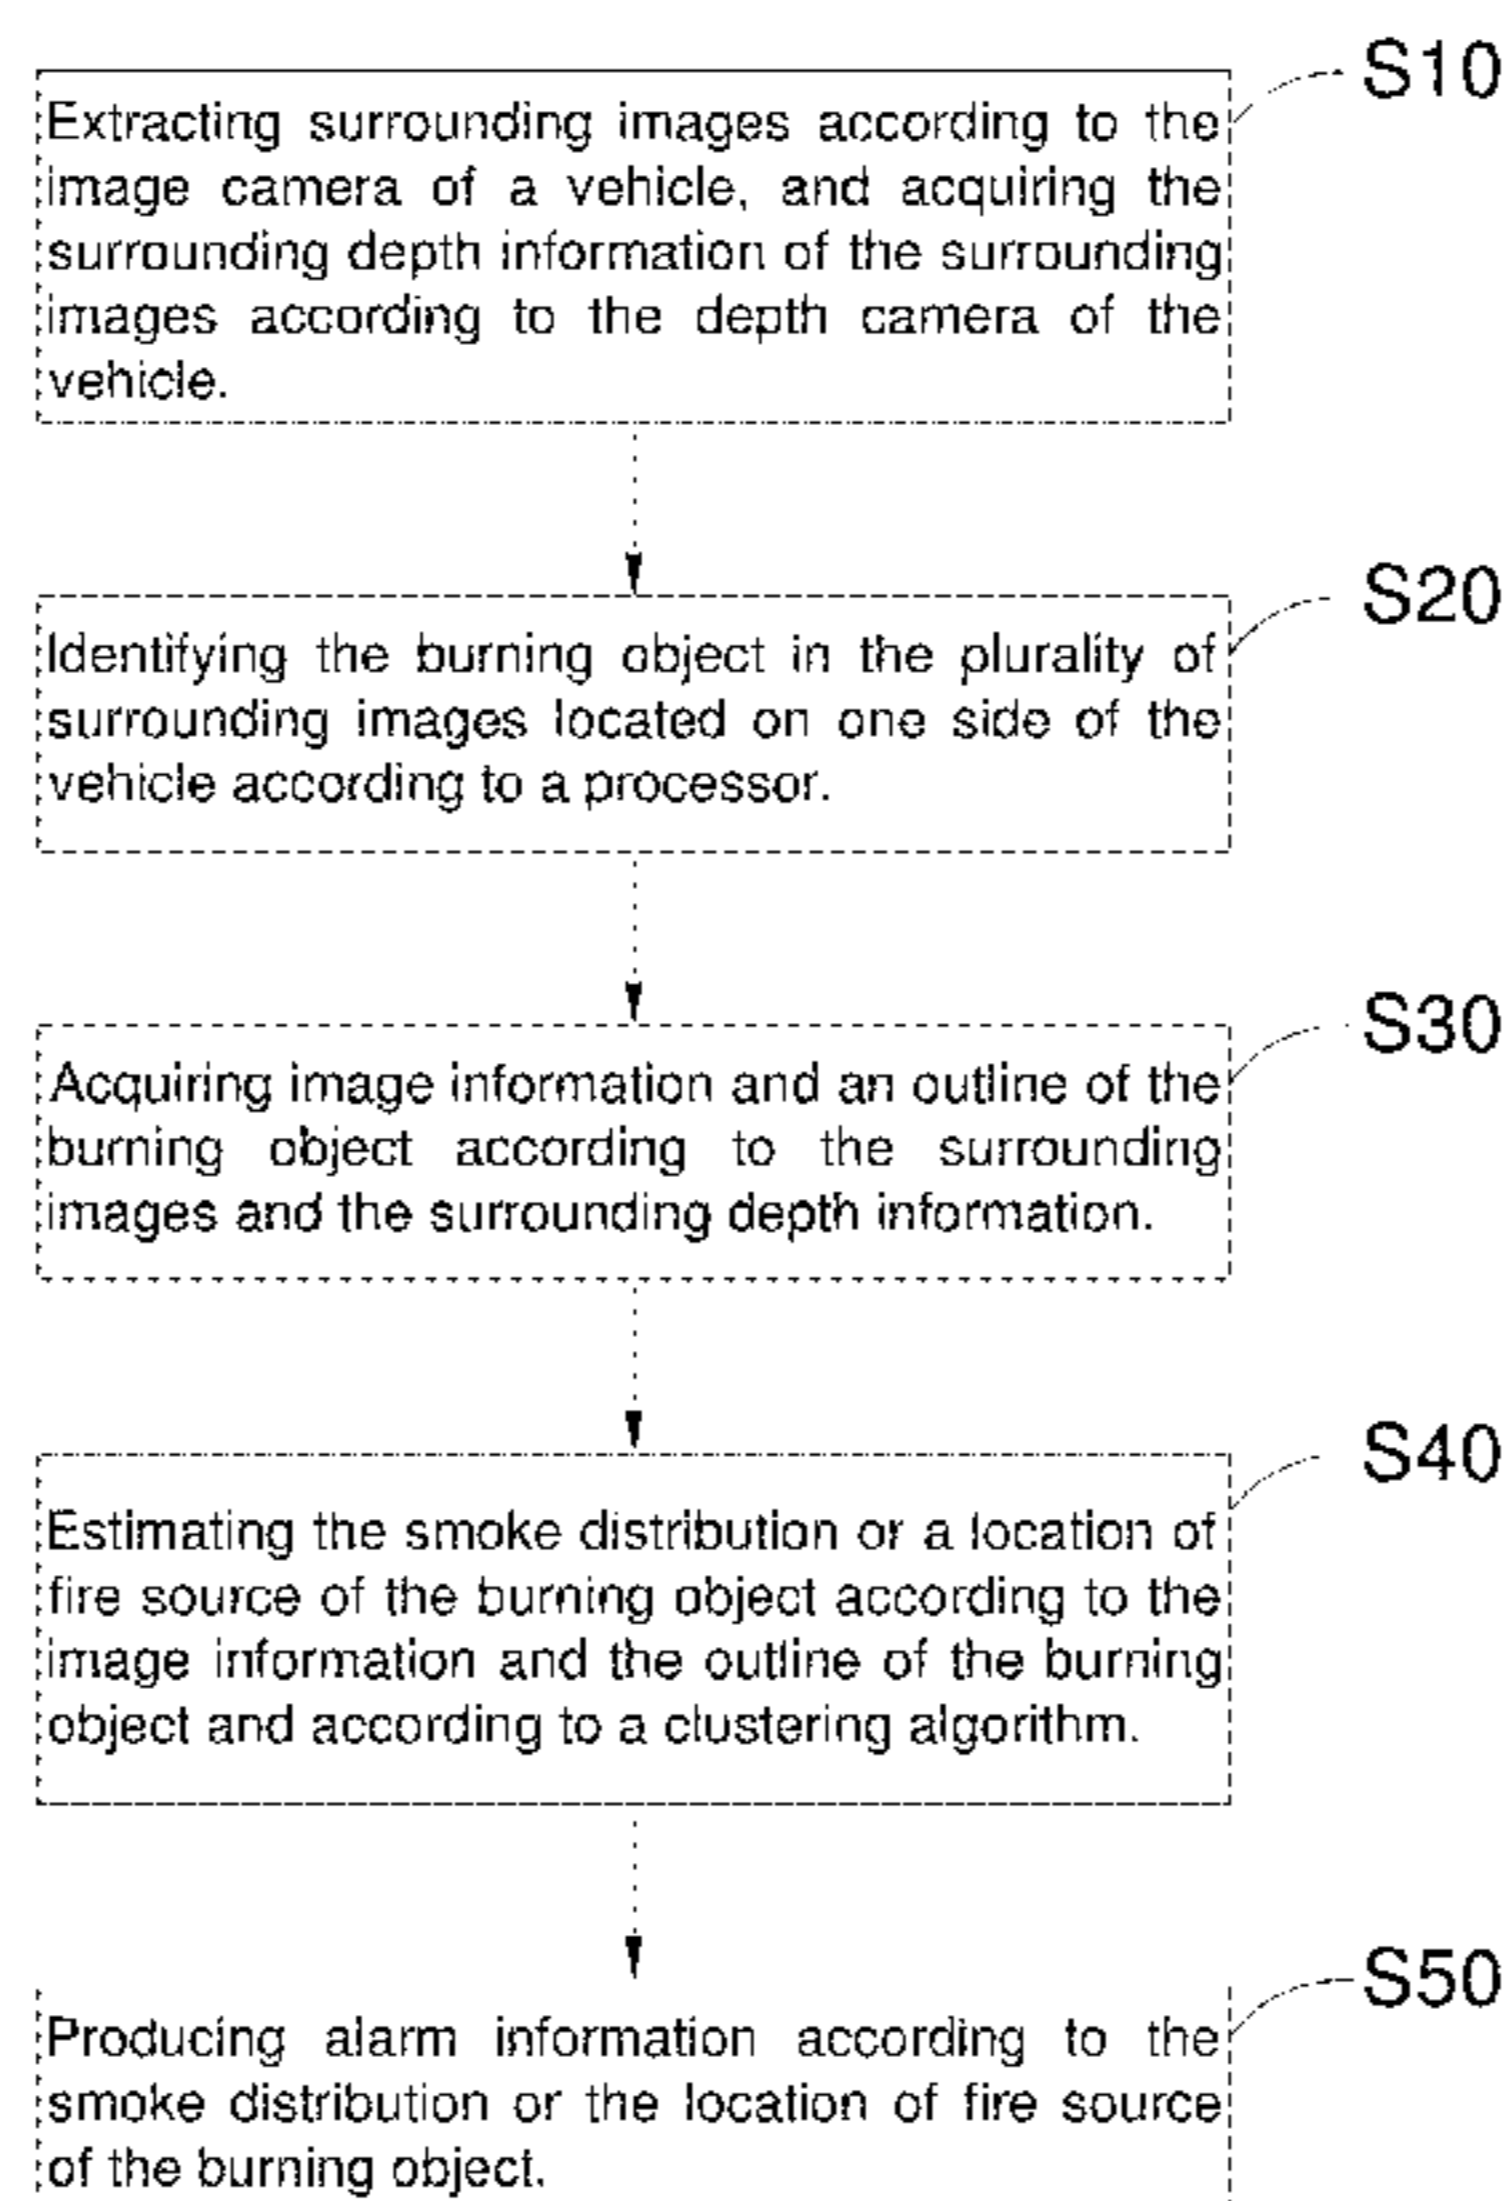 S10
Extracting surrounding images according to the
image camera of a vehicle, and acquiring the
surrounding depth information of the surrounding
images according to the depth camera of the
vehicle.
S20
Identifying the burning object in the plurality of
surrounding images located on one side of the
vehicle according to a processor.
S30
Acquiring image information and an outline of the
burning object according to the surrounding
images and the surrounding depth information.
S40
Estimating the smoke distribution or a location of
fire source of the burning object according to the
image information and the outline of the burning
object and according to a clustering algorithm.
S50
Producing alarm information according to the
smoke distribution or the location of fire source
of the burning object.